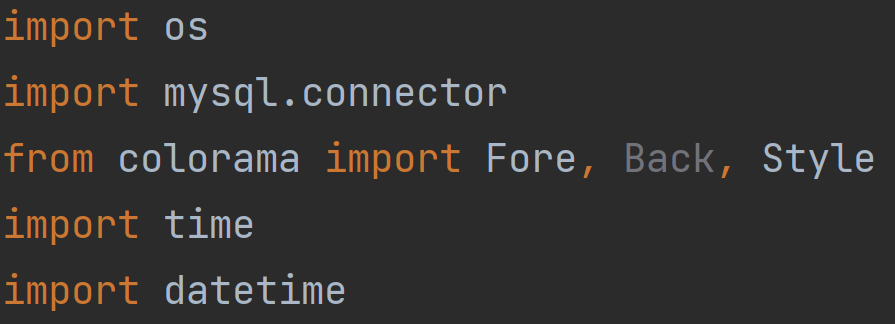 import os
import mysql.connector
from colorama import Fore, Back, Style
import time
import datetime